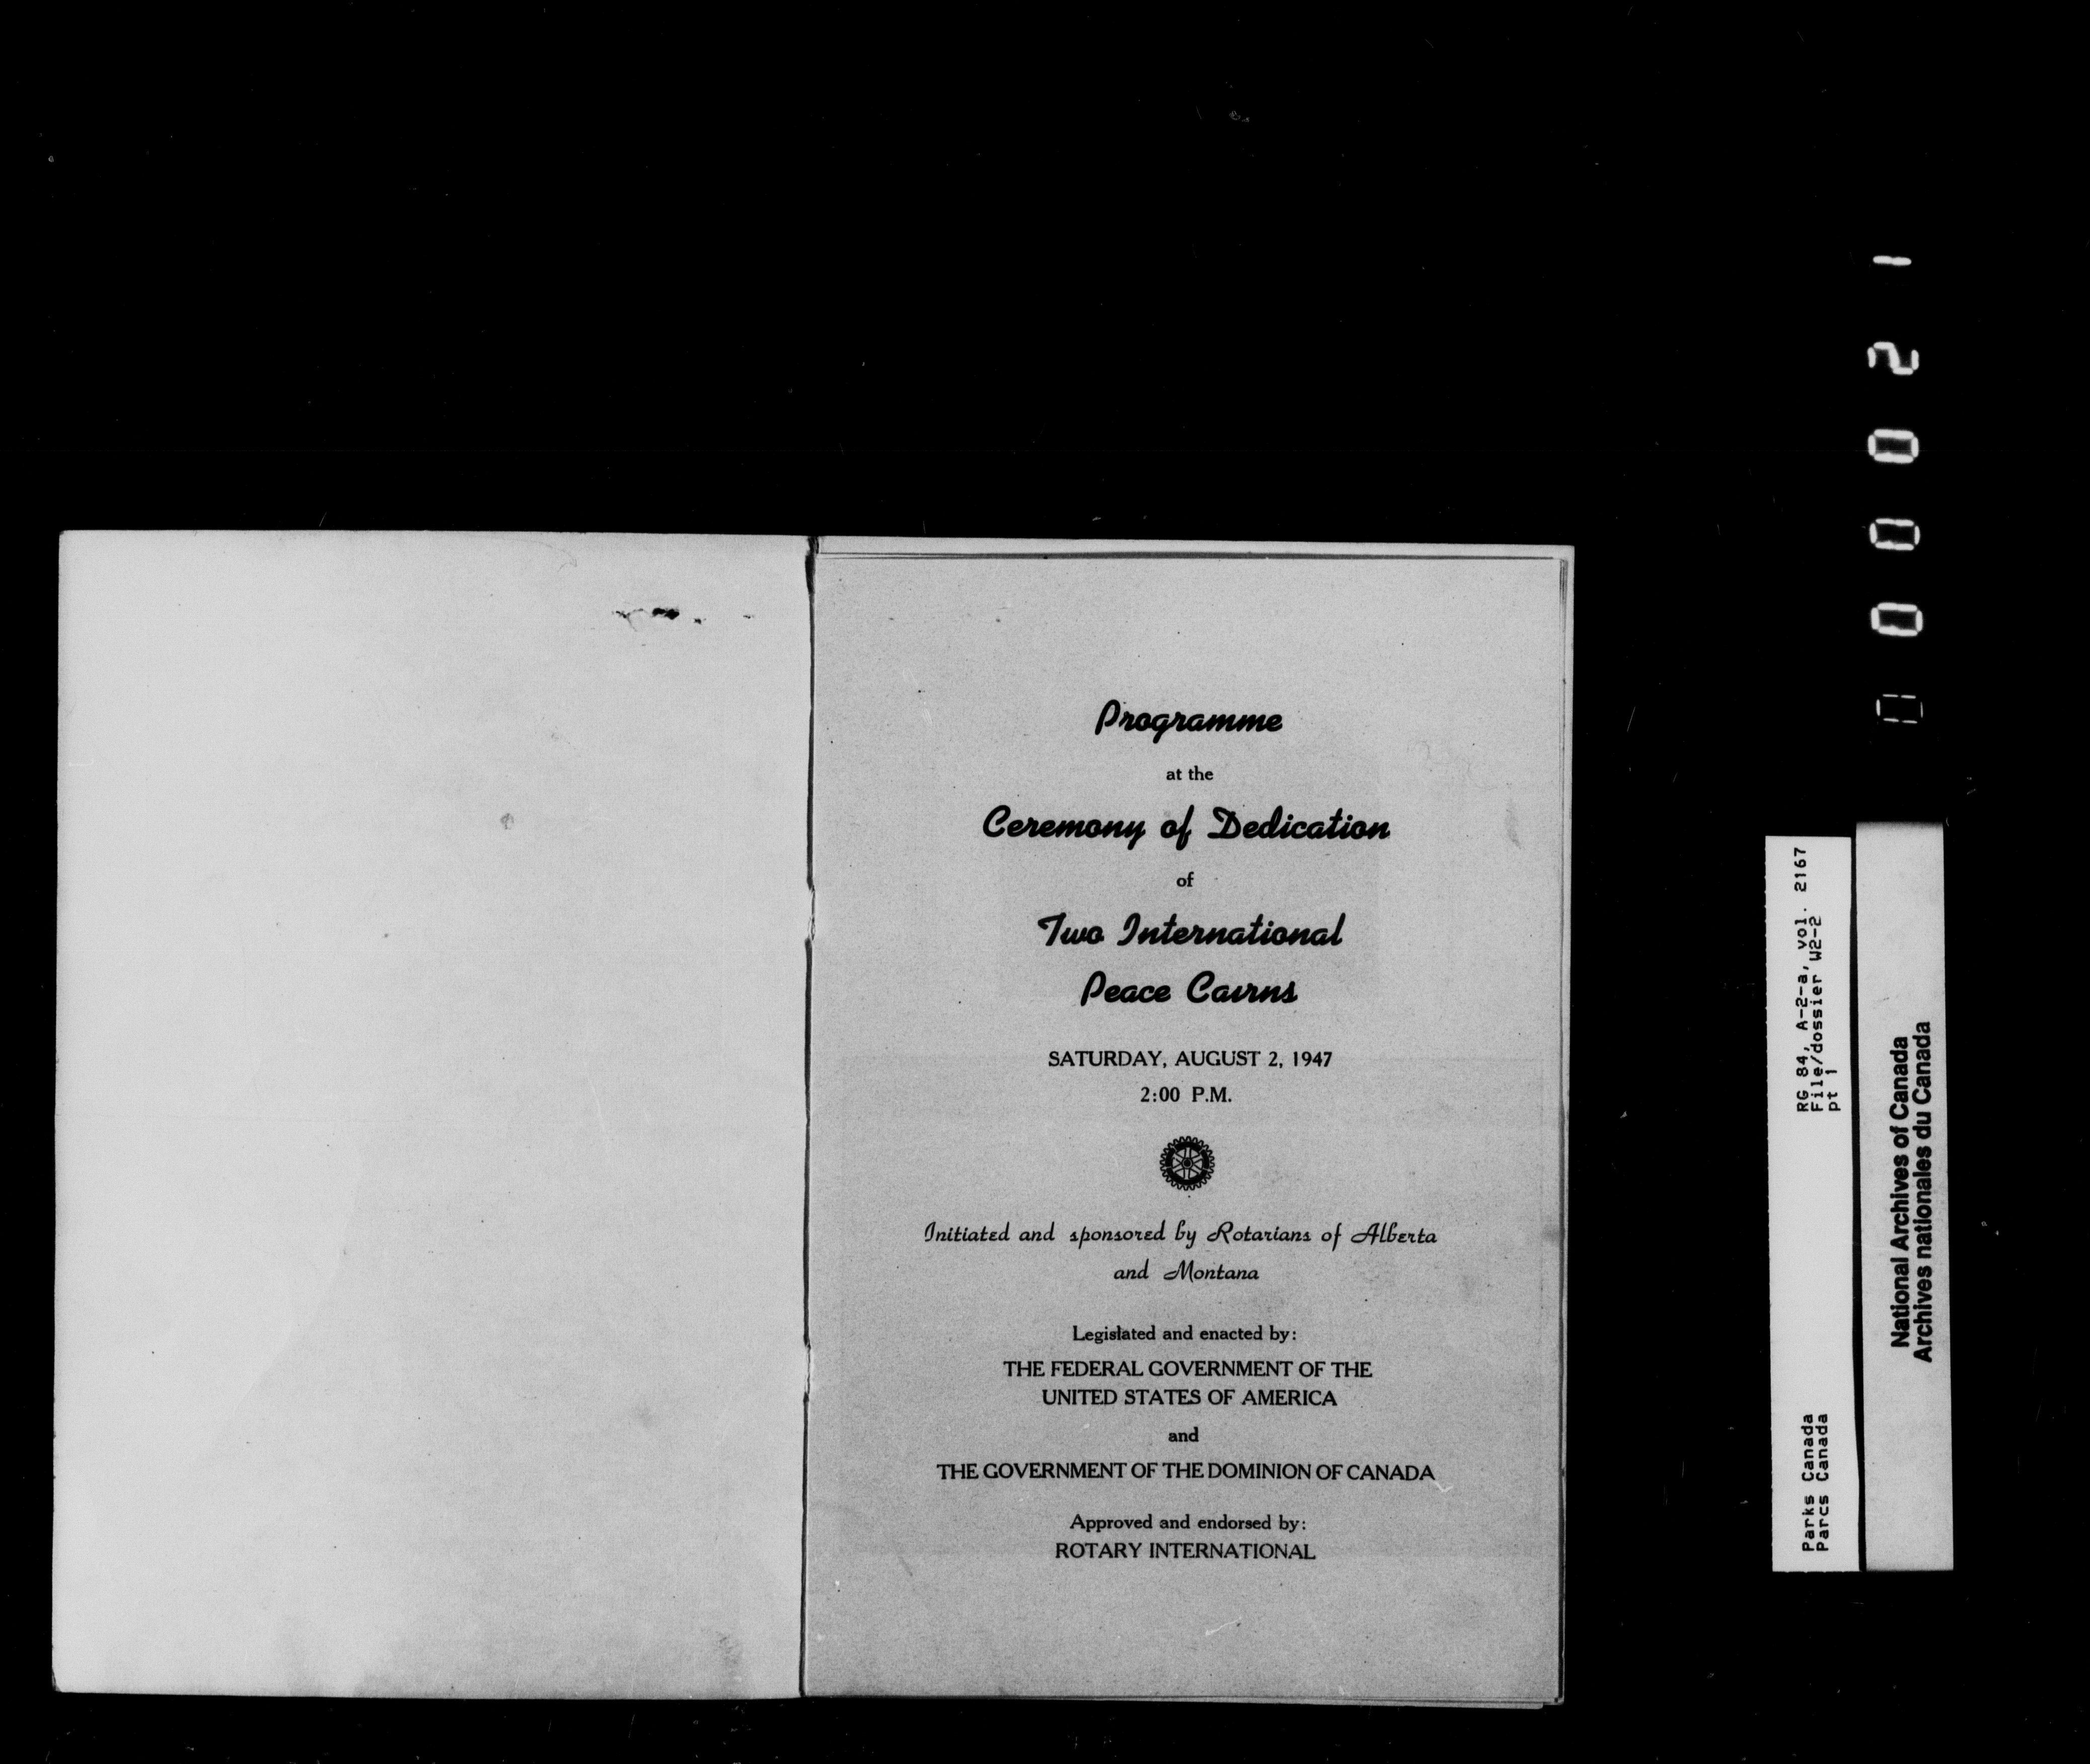 Programme
at the
Ceremony of Dedication
of
Two International
Peace Cairns
SATURDAY, AUGUST 2, 1947
2:00 P.M.
Initiated and sponsored by Rotarians of Alberta
and Montana
Legislated and enacted by:
THE FEDERAL GOVERNMENT OF THE
UNITED STATES OF AMERICA
and
THE GOVERNMENT OF THE DOMINION OF CANADA
Approved and endorsed by:
ROTARY INTERNATIONAL
000021
Parks Canada
Parcs Canada
RG 84, A-2-a, vol. 2167
File/dossier W2-2
pt 1
National Archives of Canada
Archives nationales du Canada